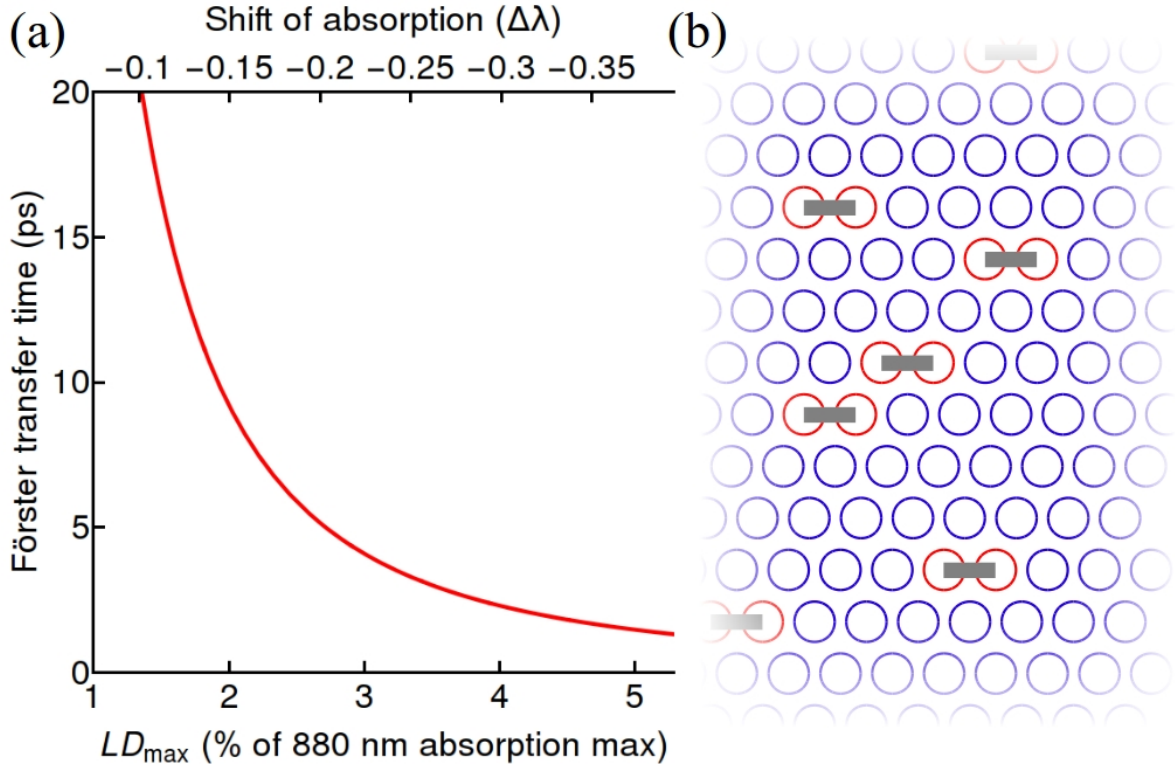 (a)
Shift of absorption (Δλ)
−0.1 −0.15 −0.2 −0.25 −0.3 −0.35
(b)
20
15
10
5
0
Förster transfer time (ps)
1 2 3 4 5
LDmax (% of 880 nm absorption max)